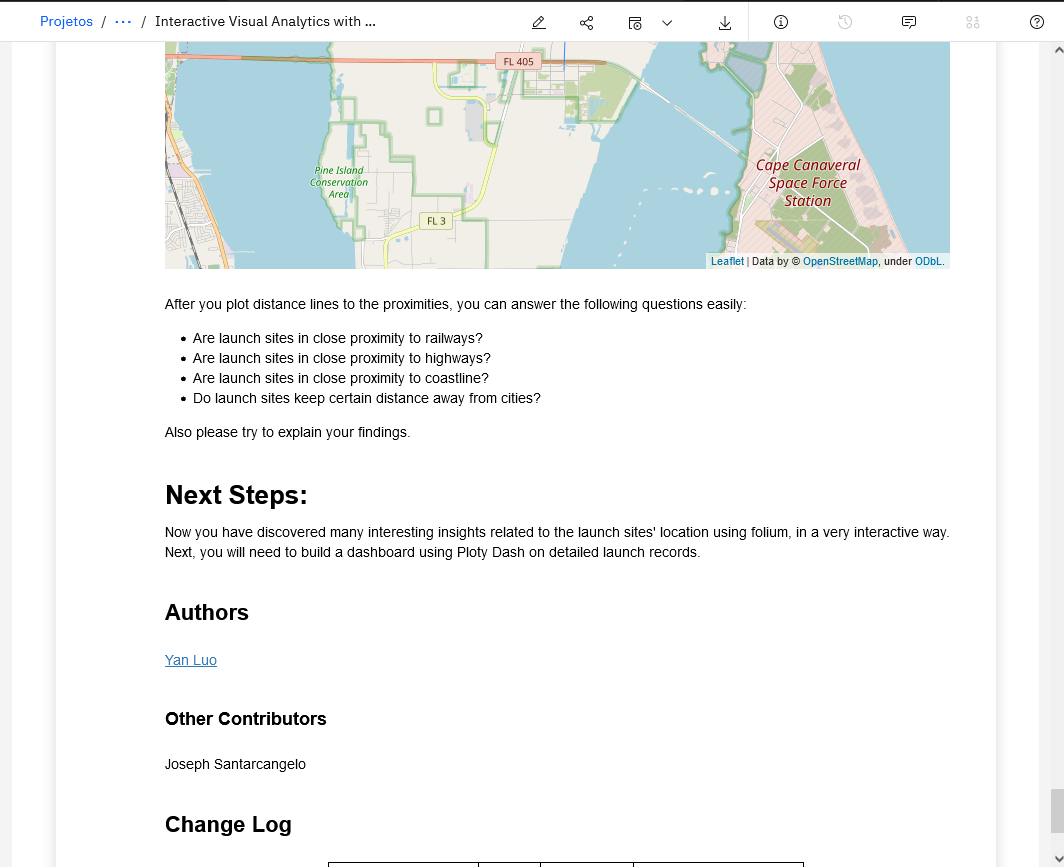 Projetos / ... / Interactive Visual Analytics with ...
FL 405
Cape Canaveral
Space Force
Station
Pine Island
Conservation
Area
FL 3
Leaflet | Data by © OpenStreetMap, under ODbL.
After you plot distance lines to the proximities, you can answer the following questions easily:
• Are launch sites in close proximity to railways?
• Are launch sites in close proximity to highways?
• Are launch sites in close proximity to coastline?
• Do launch sites keep certain distance away from cities?
Also please try to explain your findings.
Next Steps:
Now you have discovered many interesting insights related to the launch sites' location using folium, in a very interactive way.
Next, you will need to build a dashboard using Ploty Dash on detailed launch records.
Authors
Yan Luo
Other Contributors
Joseph Santarcangelo
Change Log